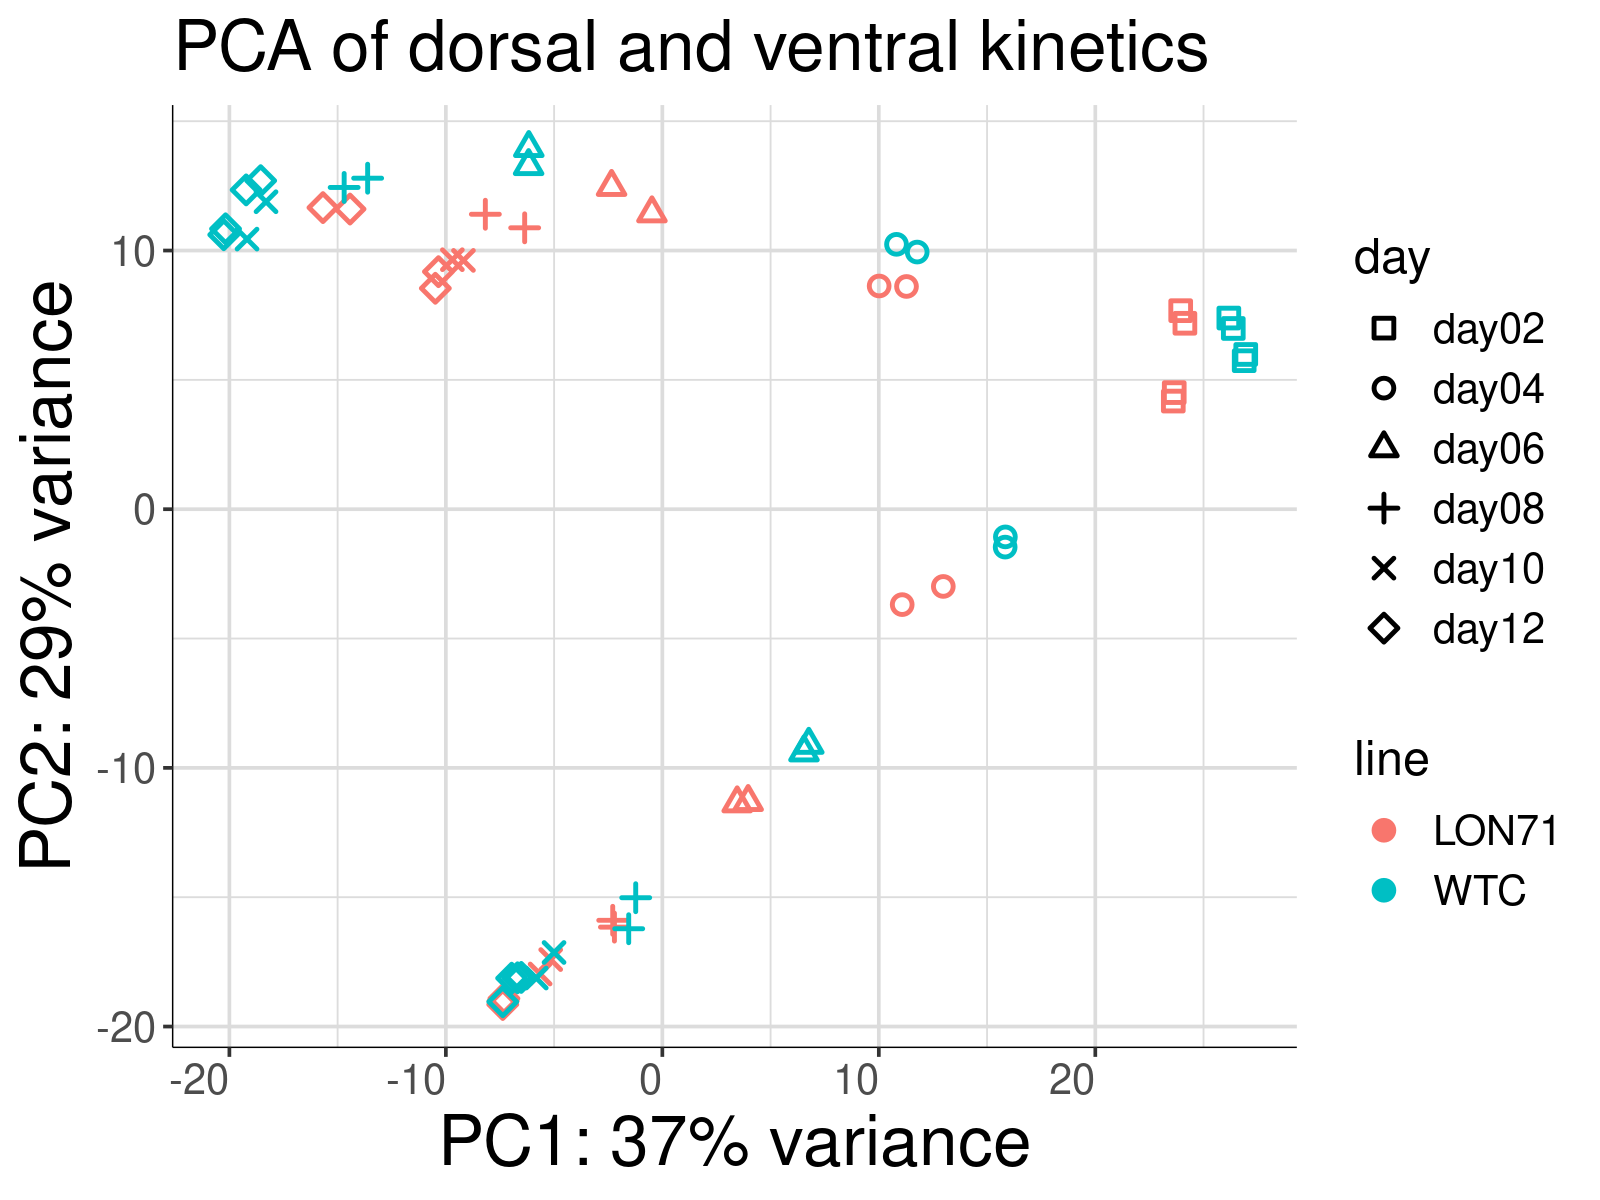 PCA of dorsal and ventral kinetics
PC2: 29% variance
10
0
-10
-20
-20
-10
0
10
20
PC1: 37% variance
day
day02
day04
day06
day08
day10
day12
line
LON71
WTC